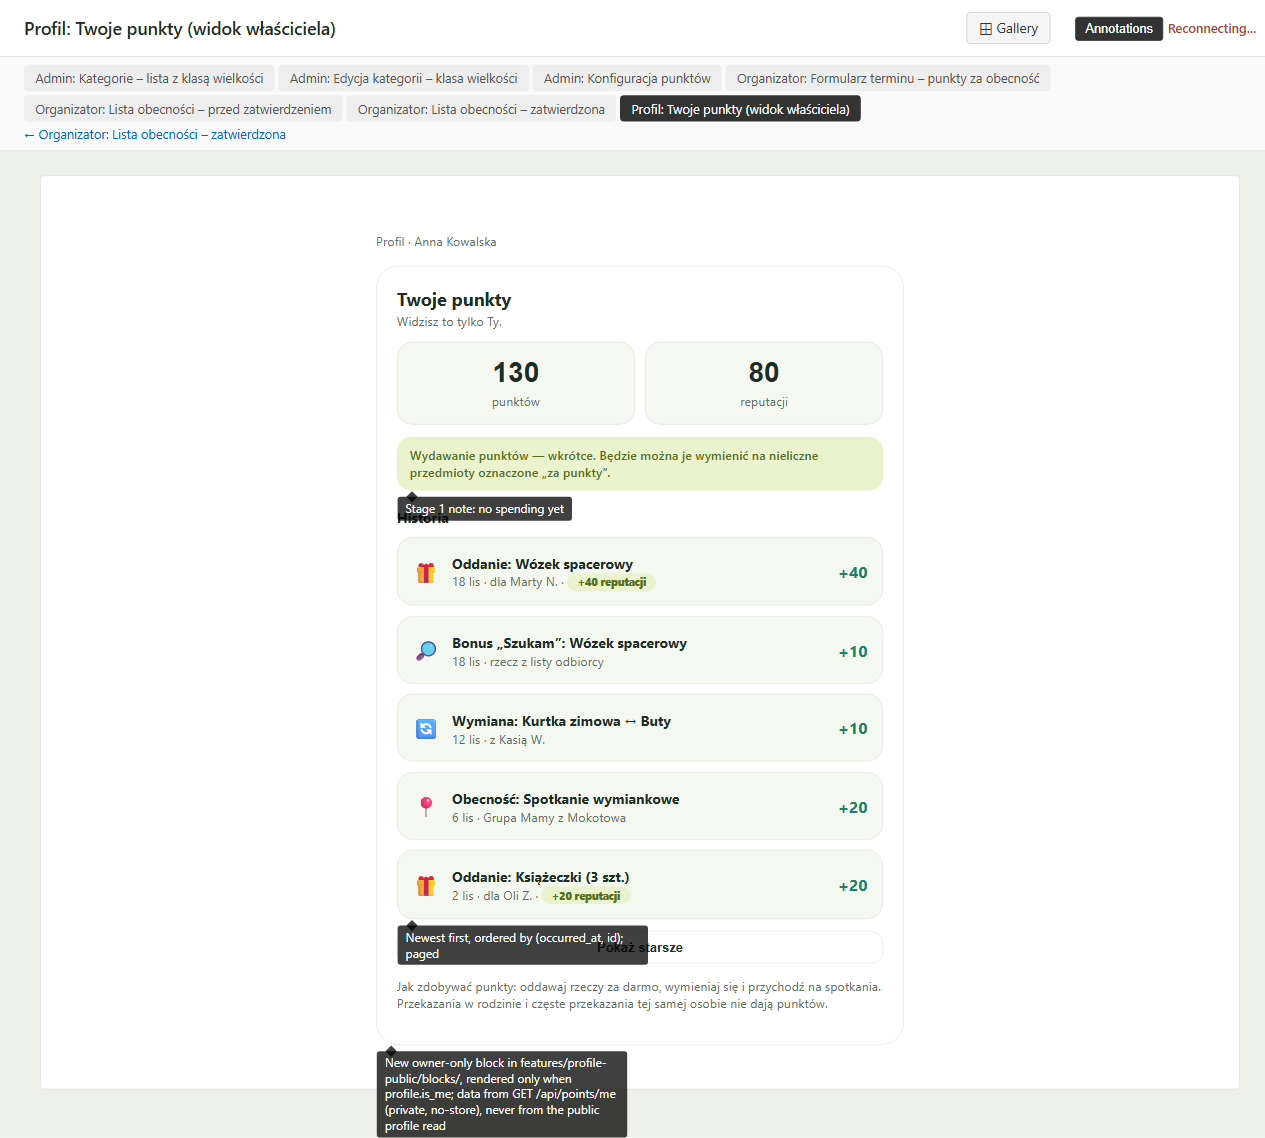 Profil: Twoje punkty (widok właściciela)
Gallery
Annotations
Reconnecting...
Admin: Kategorie – lista z klasą wielkości
Admin: Edycja kategorii – klasa wielkości
Admin: Konfiguracja punktów
Organizator: Formularz terminu – punkty za obecność
Organizator: Lista obecności – przed zatwierdzeniem
Organizator: Lista obecności – zatwierdzona
Profil: Twoje punkty (widok właściciela)
← Organizator: Lista obecności – zatwierdzona
Profil · Anna Kowalska
Twoje punkty
Widzisz to tylko Ty.
130
punktów
80
reputacji
Wydawanie punktów — wkrótce. Będzie można je wymienić na nieliczne
przedmioty oznaczone „za punkty”.
Stage 1 note: no spending yet
Historia
Oddanie: Wózek spacerowy
18 lis · dla Marty N. · +40 reputacji
+40
Bonus „Szukam”: Wózek spacerowy
18 lis · rzecz z listy odbiorcy
+10
Wymiana: Kurtka zimowa ↔ Buty
12 lis · z Kasią W.
+10
Obecność: Spotkanie wymiankowe
6 lis · Grupa Mamy z Mokotowa
+20
Oddanie: Książeczki (3 szt.)
2 lis · dla Oli Z. · +20 reputacji
+20
Newest first, ordered by (occurred_at, id);
paged
Pokaż starsze
Jak zdobywać punkty: oddawaj rzeczy za darmo, wymieniaj się i przychodź na spotkania.
Przekazania w rodzinie i częste przekazania tej samej osobie nie dają punktów.
New owner-only block in features/profile-
public/blocks/, rendered only when
profile.is_me; data from GET /api/points/me
(private, no-store), never from the public
profile read